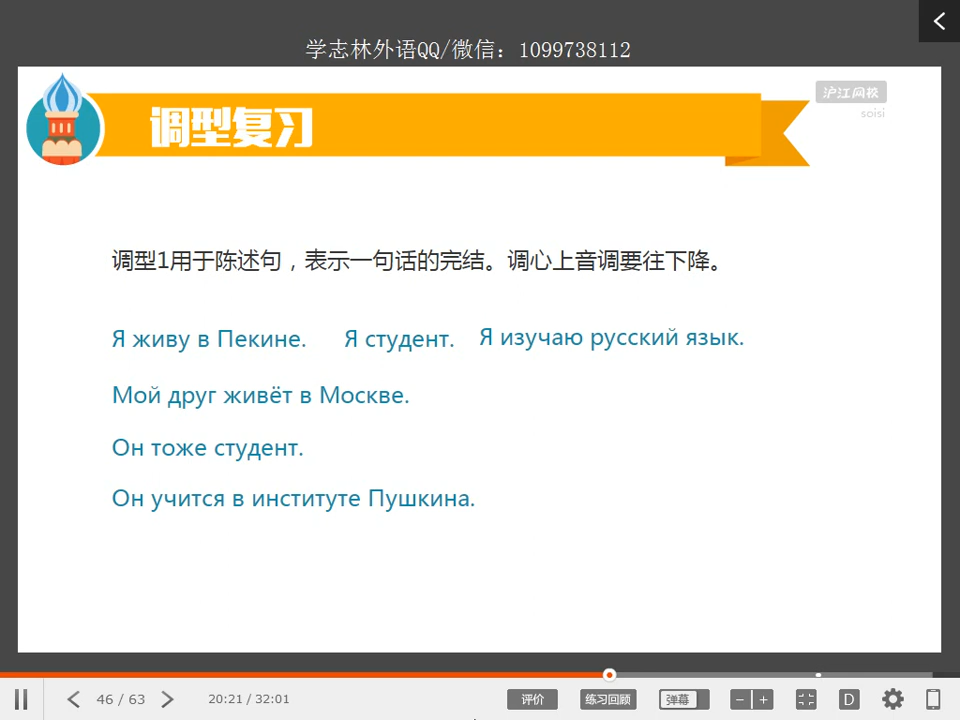 学志林外语QQ/微信：1099738112
沪江网校
soisi
调型复习
调型1用于陈述句，表示一句话的完结。调心上音调要往下降。
Я живу в Пекине. Я студент. Я изучаю русский язык.
Мой друг живёт в Москве.
Он тоже студент.
Он учится в институте Пушкина.
46 / 63 20:21 / 32:01 评价 练习回顾 弹幕 − + D